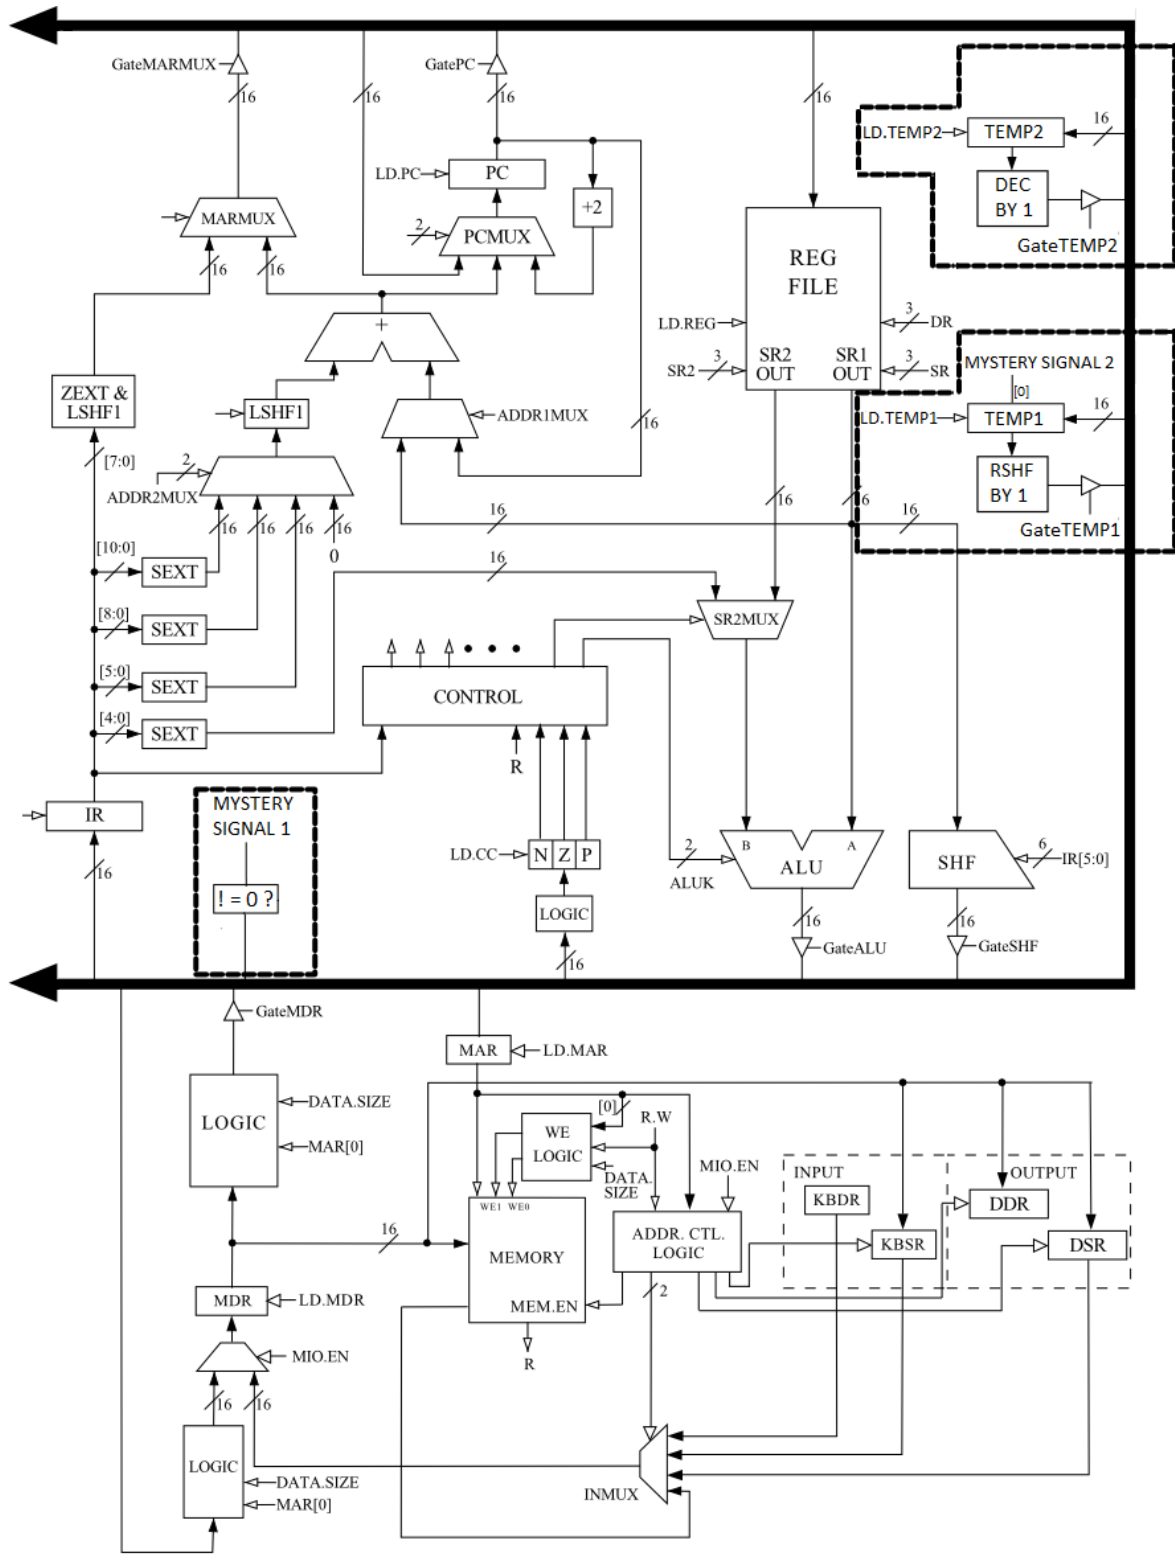 GateMARMUX
GatePC
16
16
16
16
LD.TEMP2
TEMP2
16
DEC
BY 1
GateTEMP2
LD.PC
PC
+2
MARMUX
2
PCMUX
16
16
REG
FILE
LD.REG
3
DR
SR2
3
SR2
OUT
SR1
OUT
3
SR
+
MYSTERY SIGNAL 2
[0]
LD.TEMP1
TEMP1
16
RSHF
BY 1
GateTEMP1
ZEXT &
LSHF1
LSHF1
ADDR1MUX
16
[7:0]
2
ADDR2MUX
16
16
16
16
0
16
16
16
16
[10:0]
SEXT
16
[8:0]
SEXT
SR2MUX
[5:0]
SEXT
CONTROL
[4:0]
SEXT
R
IR
16
MYSTERY
SIGNAL 1
! = 0 ?
LD.CC
N Z P
LOGIC
16
2
ALUK
B
A
ALU
SHF
6
IR[5:0]
16
GateALU
16
GateSHF
GateMDR
MAR
LD.MAR
LOGIC
DATA.SIZE
MAR[0]
[0]
R.W
WE
LOGIC
DATA.
SIZE
MIO.EN
WE1 WE0
INPUT
OUTPUT
KBDR
DDR
KBSR
DSR
16
MEMORY
ADDR. CTL.
LOGIC
MEM.EN
2
MDR
LD.MDR
R
MIO.EN
16
16
LOGIC
DATA.SIZE
MAR[0]
INMUX